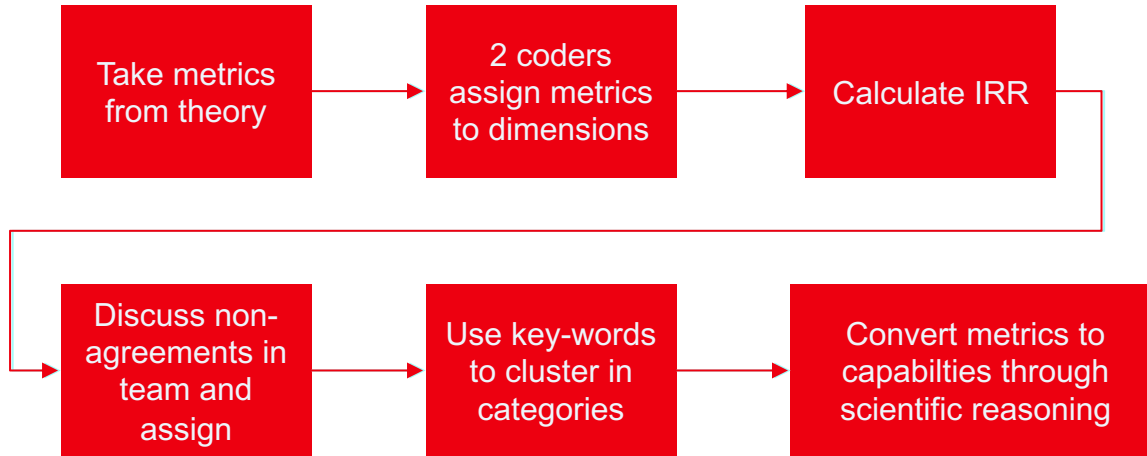 Take metrics
from theory
2 coders
assign metrics
to dimensions
Calculate IRR
Discuss non-
agreements in
team and
assign
Use key-words
to cluster in
categories
Convert metrics to
capabilties through
scientific reasoning